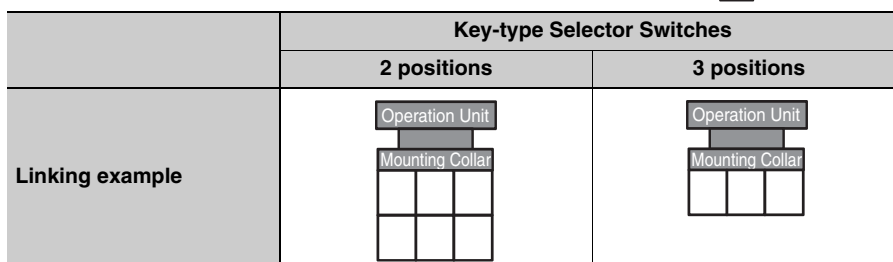 Key-type Selector Switches
2 positions 3 positions
Linking example
Operation Unit
Mounting Collar
Operation Unit
Mounting Collar